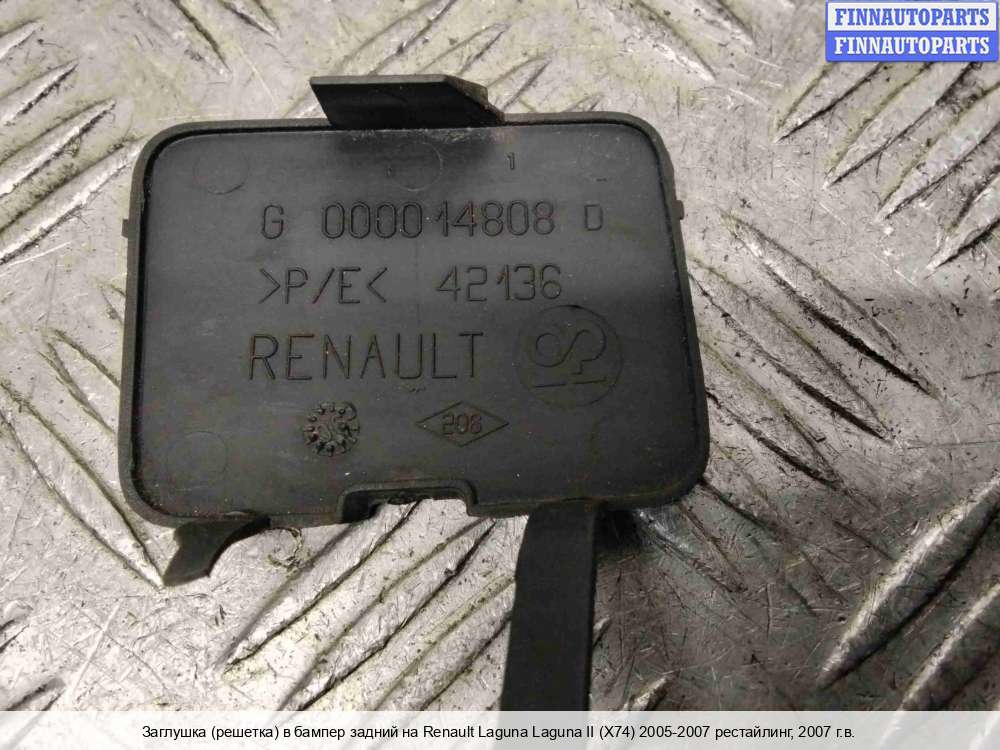 FINNAUTOPARTS
FINNAUTOPARTS
1
G 000014808 D
>P/E< 42136
RENAULT
206
Заглушка (решетка) в бампер задний на Renault Laguna Laguna II (X74) 2005-2007 рестайлинг, 2007 г.в.